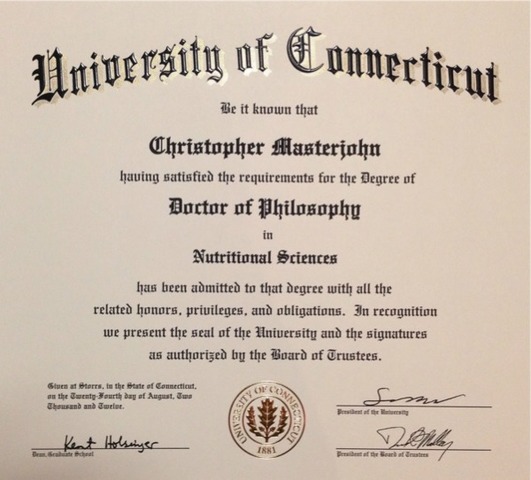 University of Connecticut
Be it known that
Christopher Masterjohn
having satisfied the requirements for the Degree of
Doctor of Philosophy
in
Nutritional Sciences
has been admitted to that degree with all the
related honors, privileges, and obligations. In recognition
we present the seal of the University and the signatures
as authorized by the Board of Trustees.
Given at Storrs, in the State of Connecticut,
on the Twenty-Fourth day of August, Two
Thousand and Twelve.
Kent Holsinger
Dean, Graduate School
UNIVERSITY OF CONNECTICUT
1881
President of the University
President of the Board of Trustees